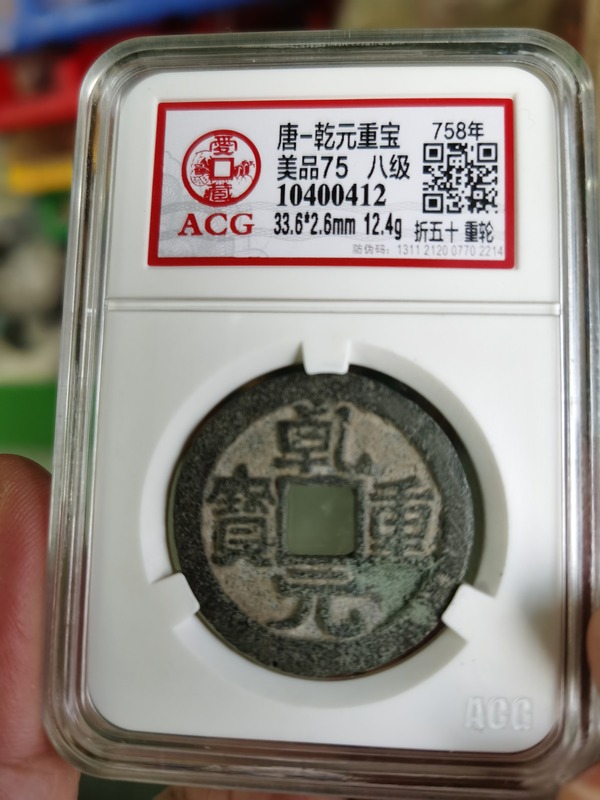 唐-乾元重宝 758年
美品75 八级
10400412
ACG 33.6*2.6mm 12.4g 折五十 重轮
防伪码: 1311 2120 0770 2214
乾
寶 重
元
ACG